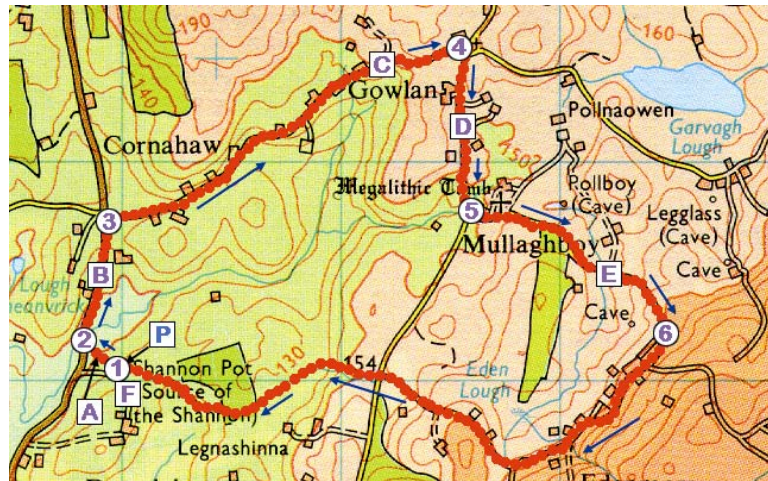 190
160
4
C
Gowlan
140
Pollnaowen
D
Garvagh
Lough
Cornahaw
150
Megalithic Tomb
Pollboy
(Cave)
5
3
Legglass
(Cave)
Mullaghboy
B
E
Cave
Lough
Cave
6
2
P
1
Shannon Pot
130
154
(Source of
the Shannon)
Eden
Lough
F
A
Legnashinna